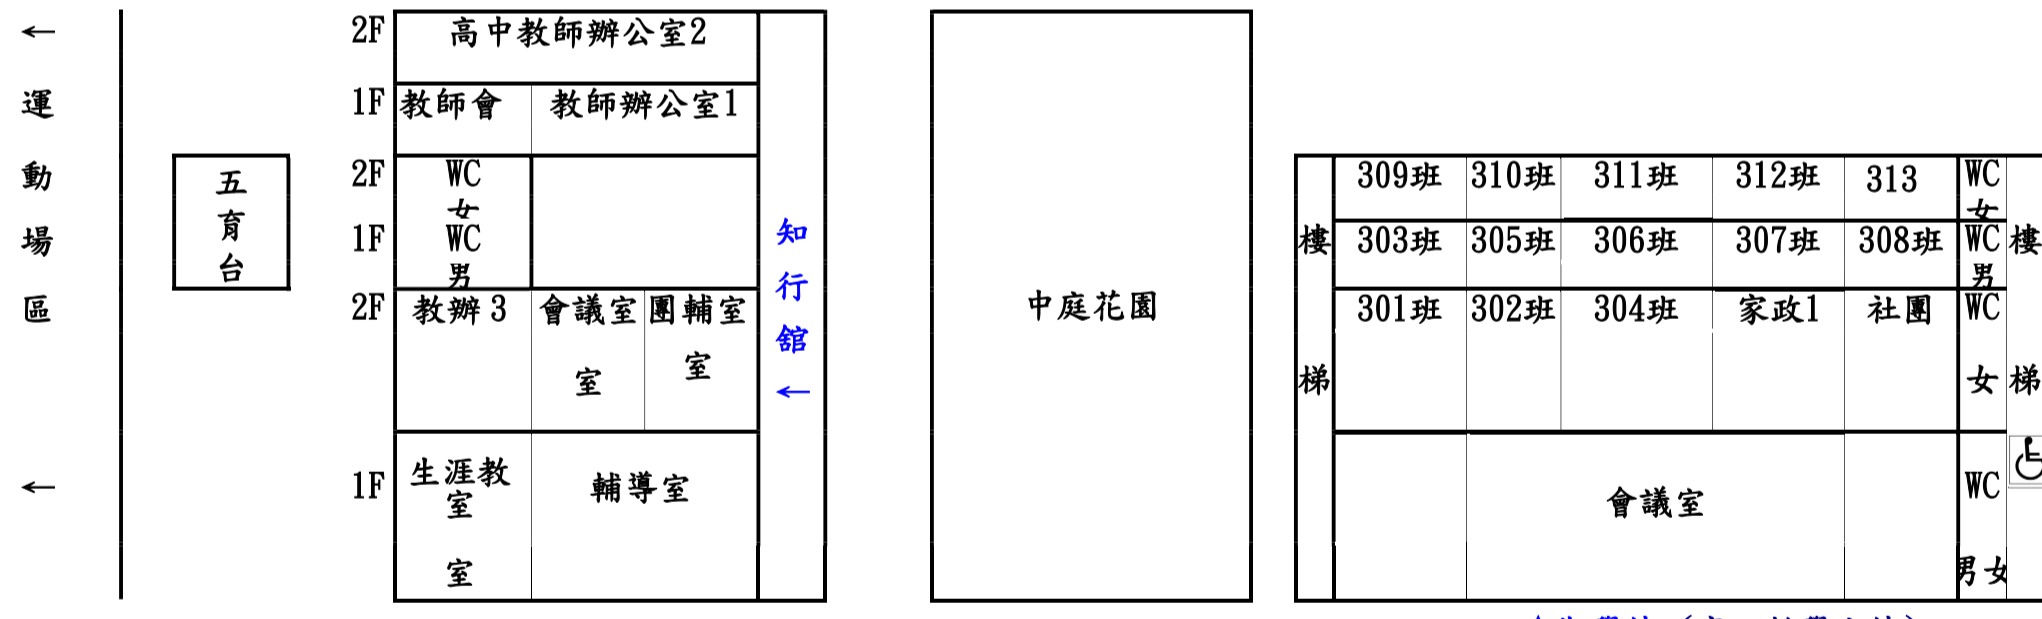 ←
運
動
場
區
←
五
育
台
2F 高中教師辦公室2
1F 教師會 教師辦公室1
2F WC
女
1F WC
男
2F 教辦3 會議室 團輔室
室 室
1F 生涯教
室
輔導室
室
知
行
館
←
中庭花園
樓
梯
309班 310班 311班 312班 313 WC
女
303班 305班 306班 307班 308班 WC
男
301班 302班 304班 家政1 社團 WC
女
會議室
WC
男女
樓
梯